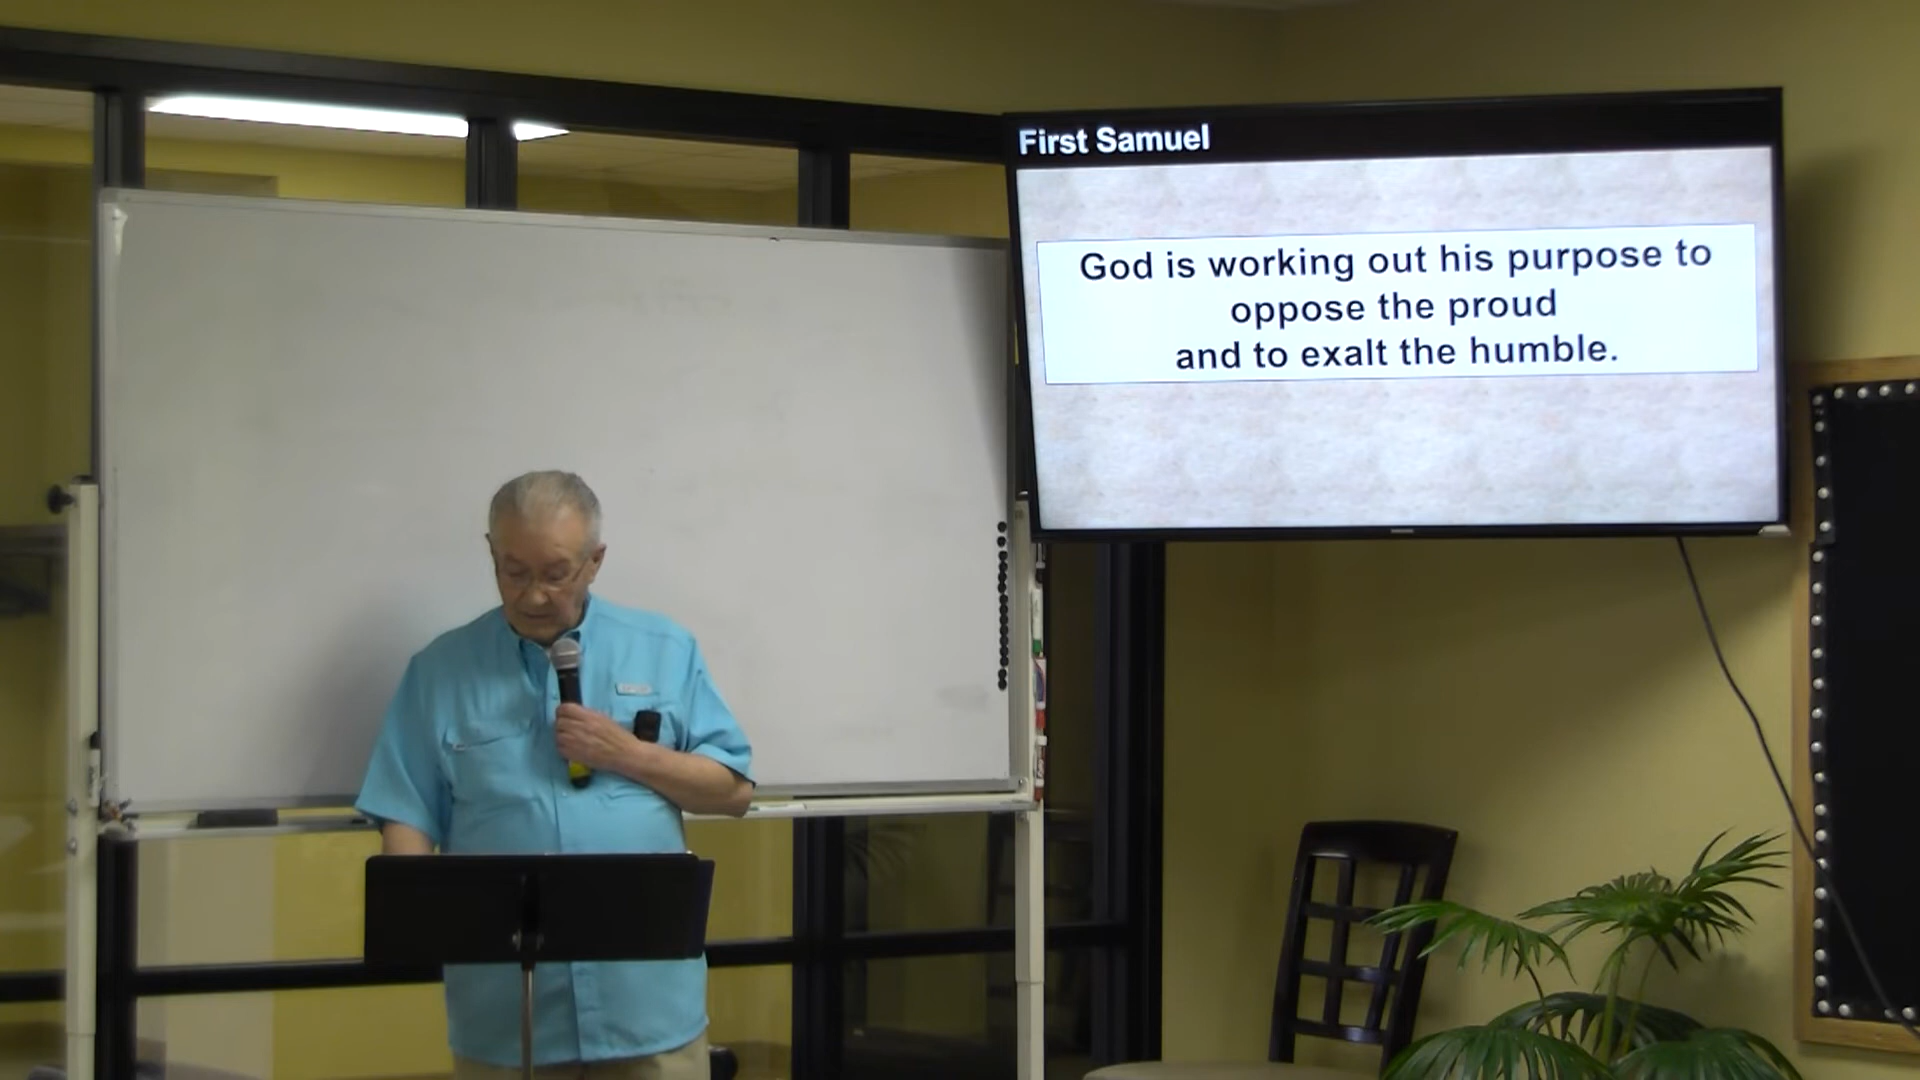 First Samuel
God is working out his purpose to
oppose the proud
and to exalt the humble.